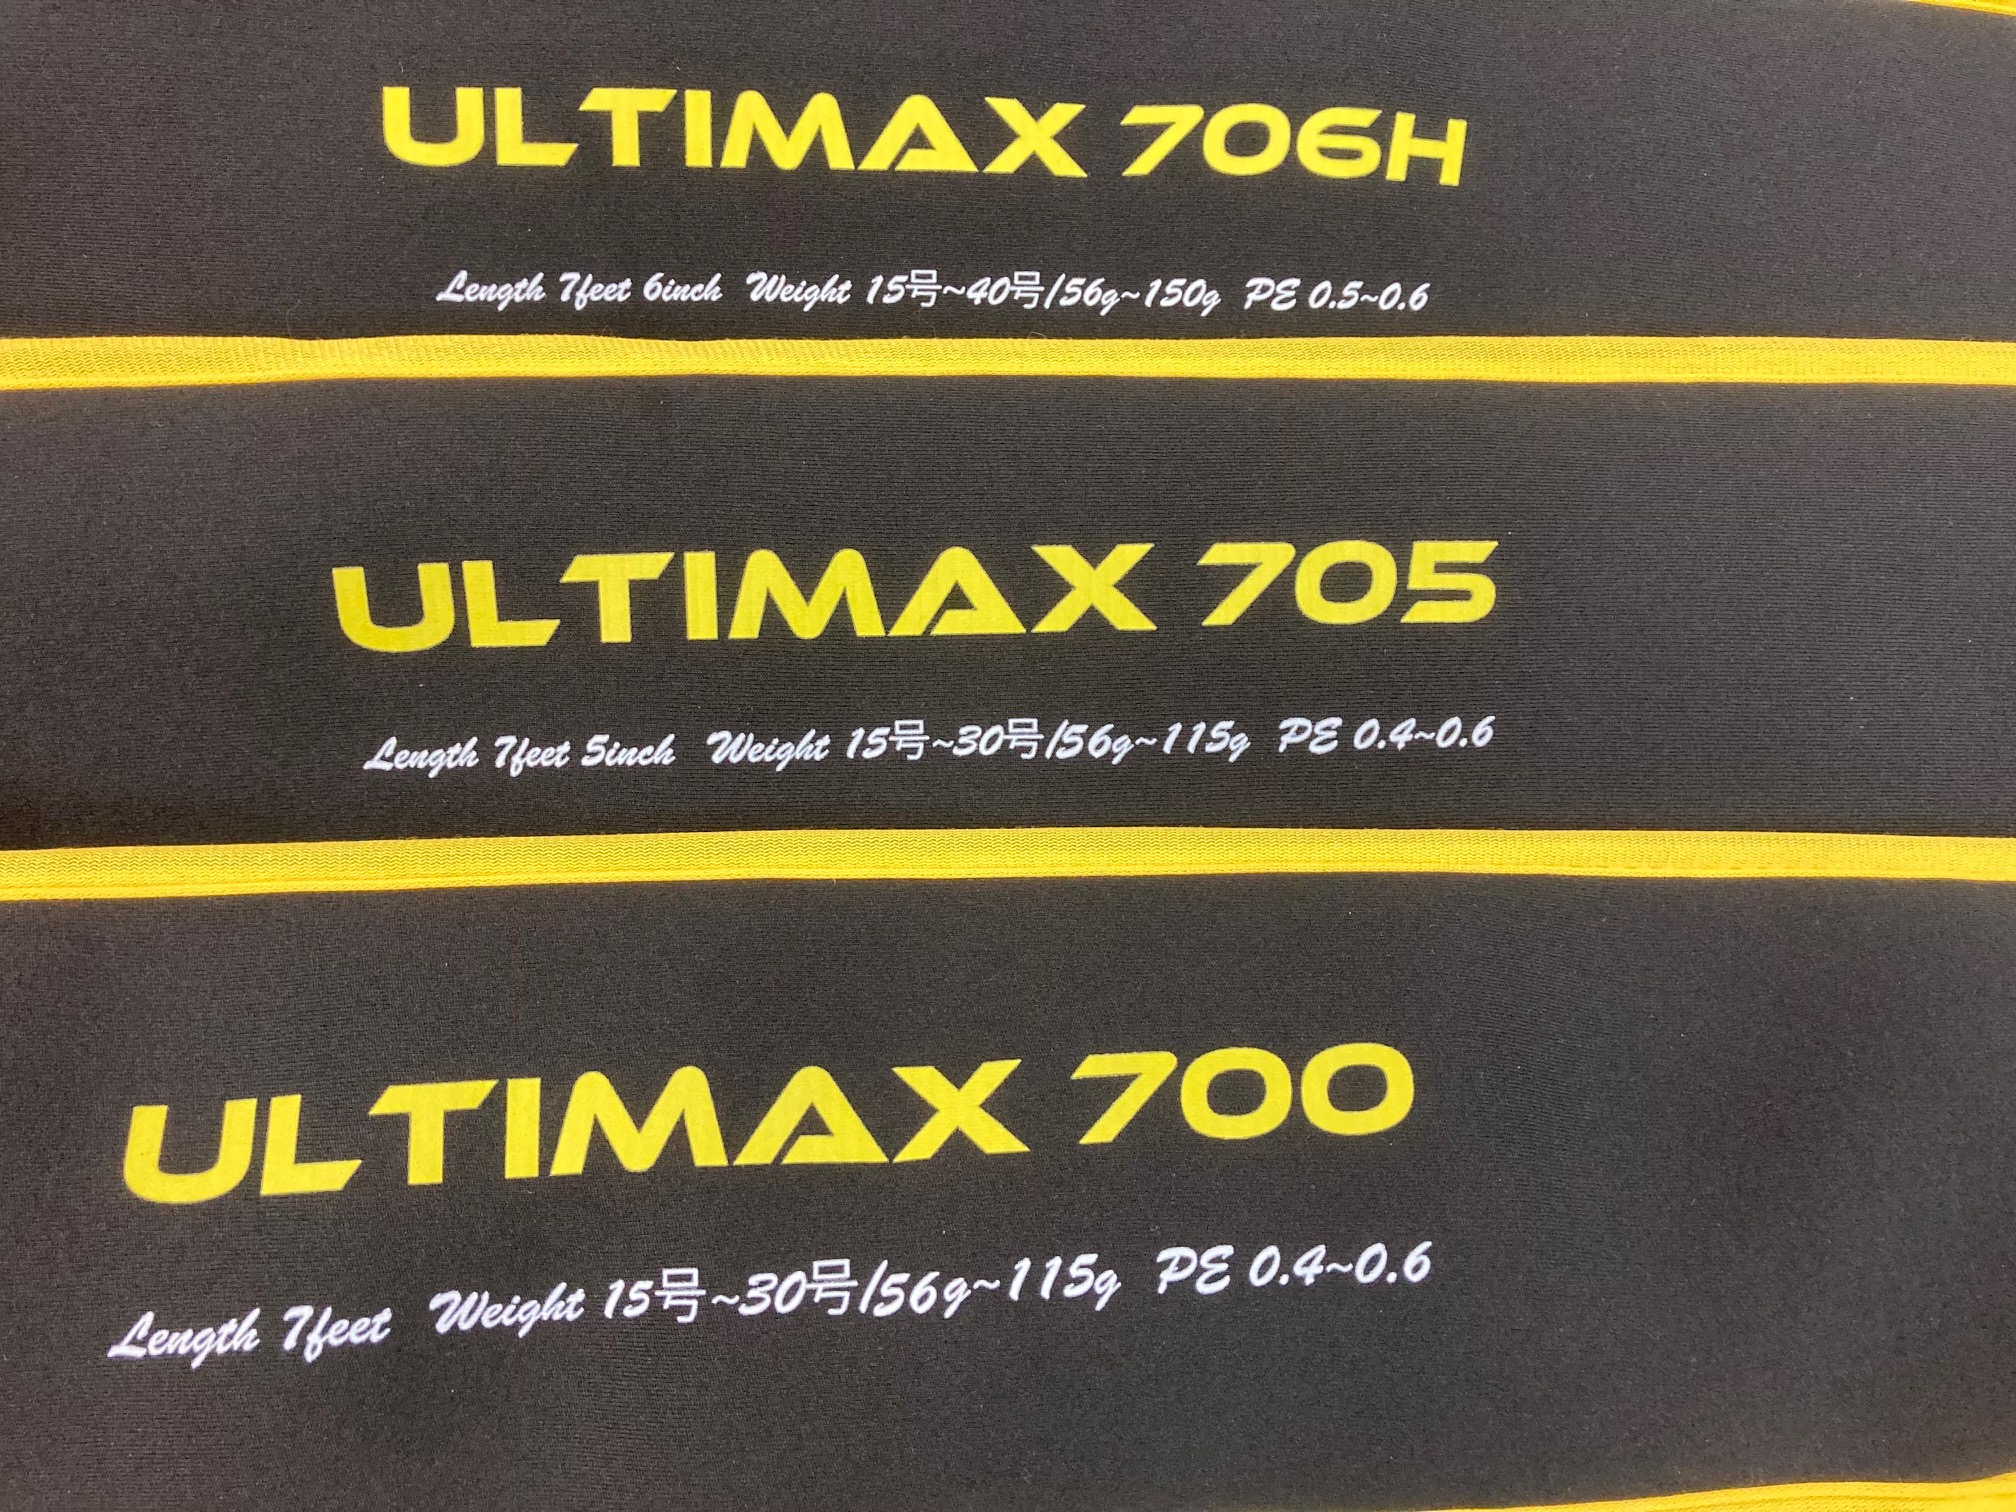 ULTIMAX 706H
Length 7feet 6inch Weight 15号~40号/56g~150g PE 0.5~0.6
ULTIMAX 705
Length 7feet 5inch Weight 15号~30号/56g~115g PE 0.4~0.6
ULTIMAX 700
Length 7feet Weight 15号~30号/56g~115g PE 0.4~0.6